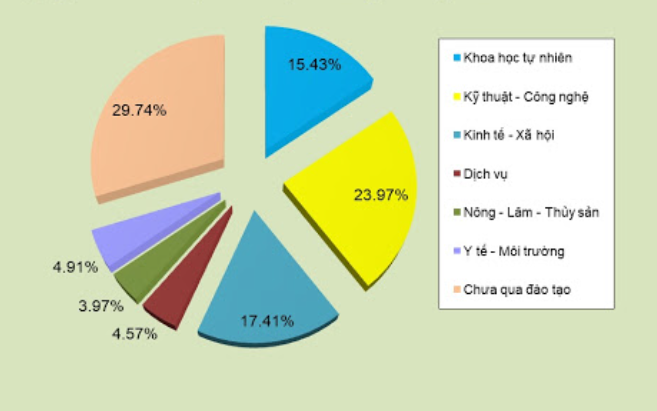 15.43%
23.97%
17.41%
4.57%
3.97%
4.91%
29.74%
Khoa học tự nhiên
Kỹ thuật - Công nghệ
Kinh tế - Xã hội
Dịch vụ
Nông - Lâm - Thủy sản
Y tế - Môi trường
Chưa qua đào tạo